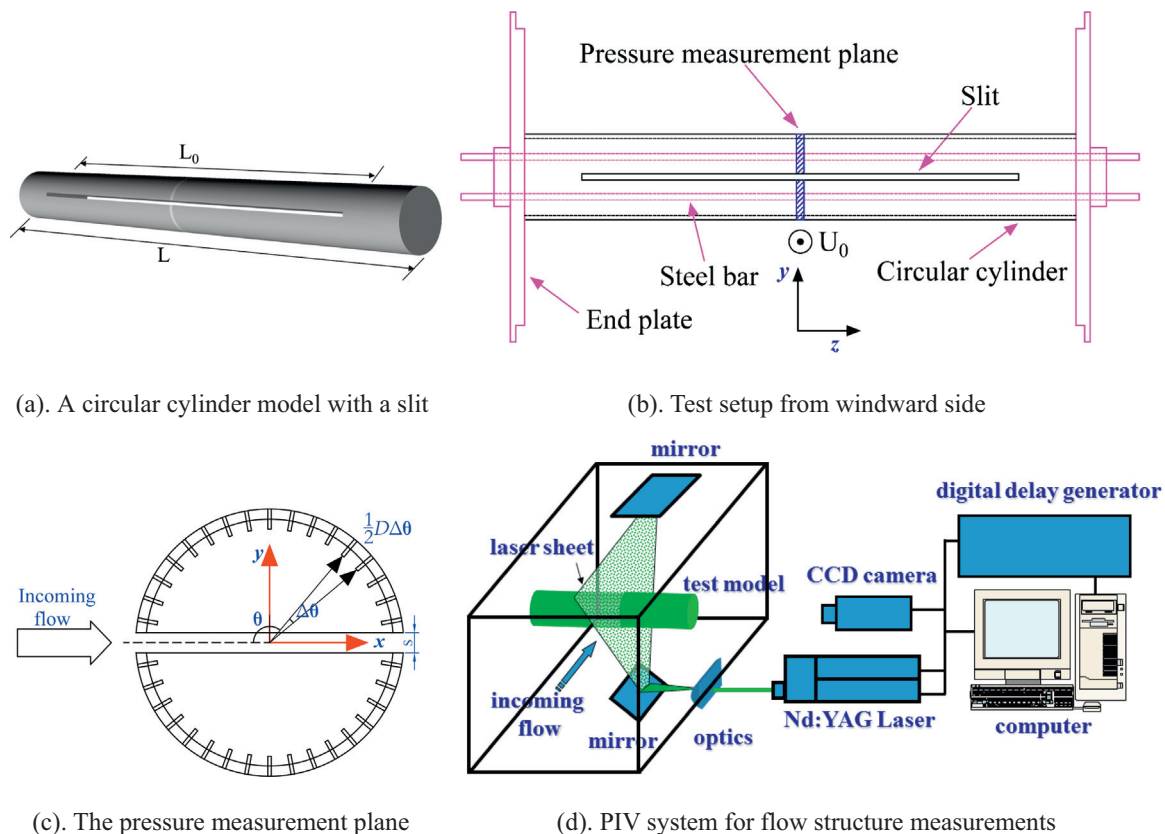 L₀
L
(a). A circular cylinder model with a slit
Pressure measurement plane
Slit
U₀
Steel bar
y
Circular cylinder
End plate
z
(b). Test setup from windward side
½DΔθ
y
Incoming
flow
θ
Δθ
x
s
(c). The pressure measurement plane
mirror
digital delay generator
laser sheet
CCD camera
test model
incoming
flow
mirror
optics
Nd:YAG Laser
computer
(d). PIV system for flow structure measurements